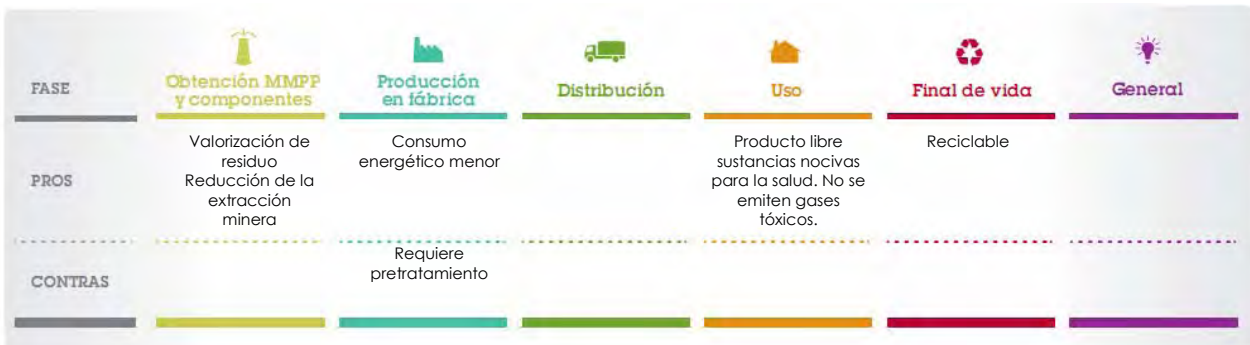 FASE
Obtención MMPP
y componentes
Producción
en fábrica
Distribución
Uso
Final de vida
General
PROS
Valorización de
residuo
Reducción de la
extracción
minera
Consumo
energético menor
Producto libre
sustancias nocivas
para la salud. No se
emiten gases
tóxicos.
Reciclable
CONTRAS
Requiere
pretratamiento